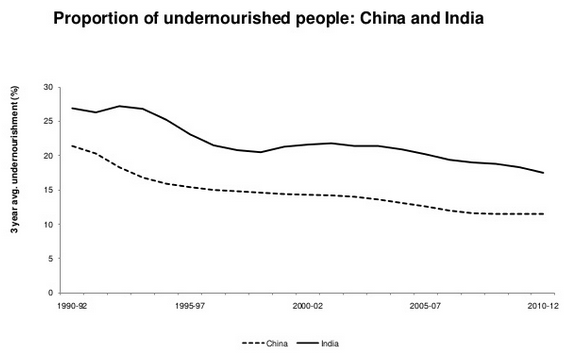 Proportion of undernourished people: China and India
3 year avg. undernourishment (%)
30
25
20
15
10
5
0
1990-92 1995-97 2000-02 2005-07 2010-12
China India